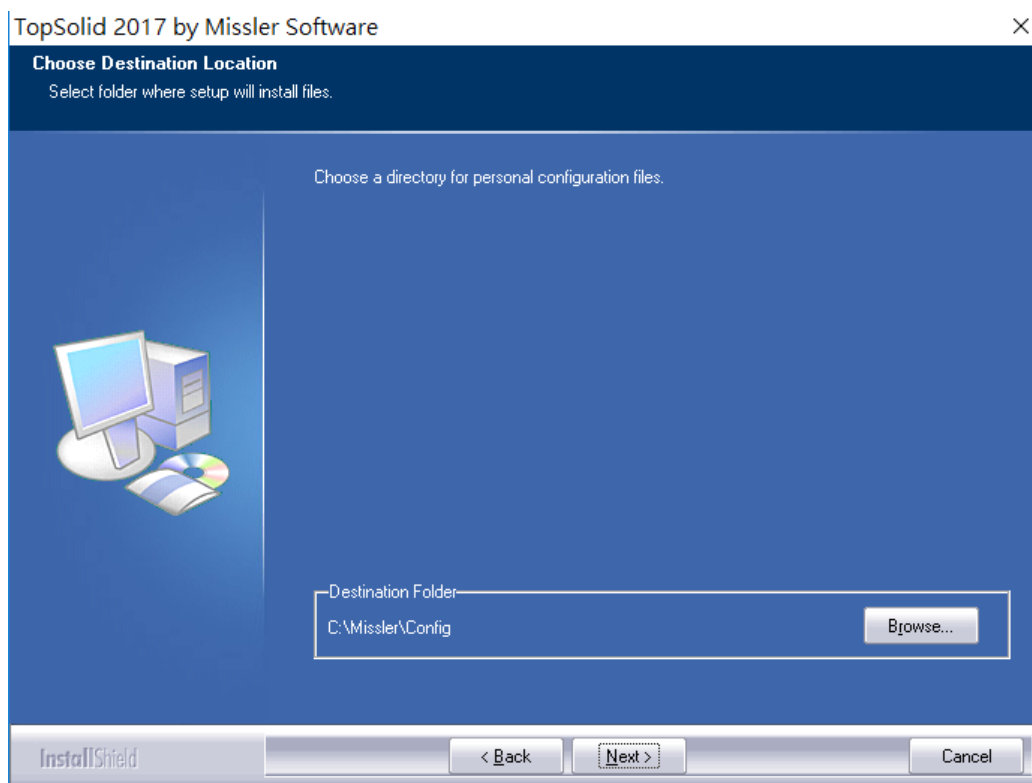 TopSolid 2017 by Missler Software
Choose Destination Location
Select folder where setup will install files.
Choose a directory for personal configuration files.
Destination Folder
C:\Missler\Config
Browse...
InstallShield
< Back
Next >
Cancel